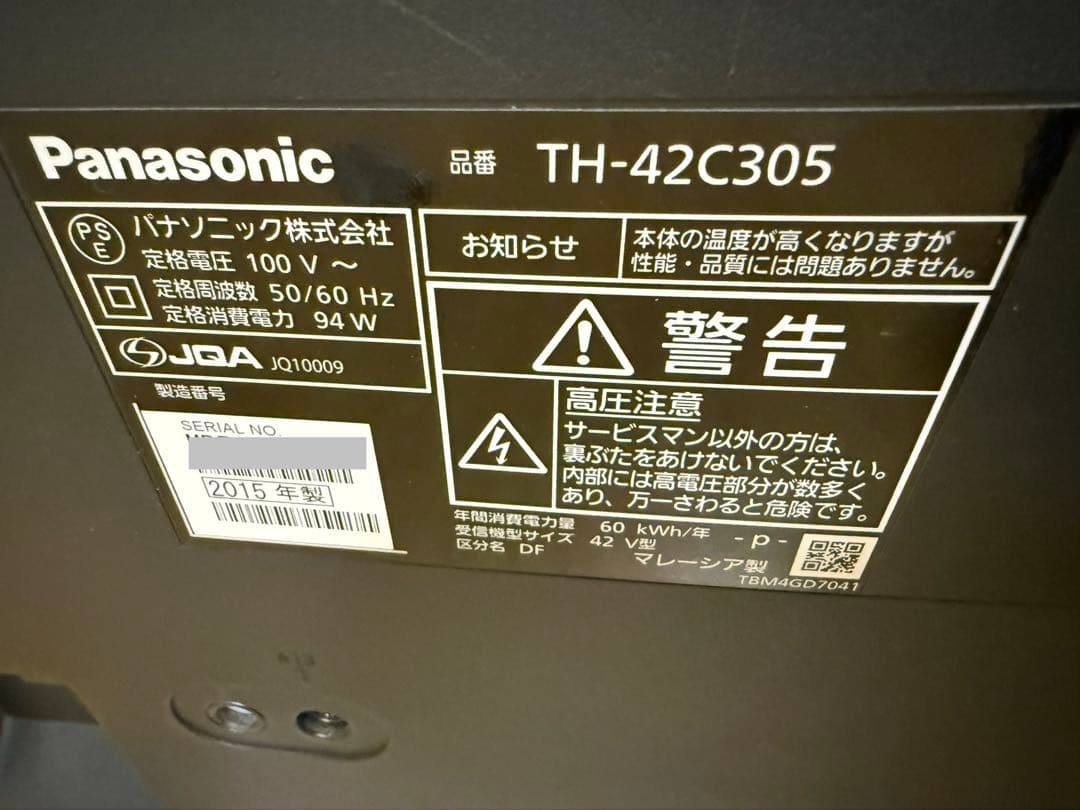 Panasonic
品番 TH-42C305
PS
E
パナソニック株式会社
定格電圧 100 V ～
定格周波数 50/60 Hz
定格消費電力 94 W
JQA JQ10009
製造番号
SERIAL NO.
2015 年製
お知らせ
本体の温度が高くなりますが
性能・品質には問題ありません。
警告
高圧注意
サービスマン以外の方は、
裏ぶたをあけないでください。
内部には高電圧部分が数多く
あり、万一さわると危険です。
年間消費電力量 60 kWh/年
受信機型サイズ 42 V型
区分名 DF
- P -
マレーシア製
TBM4GD7041